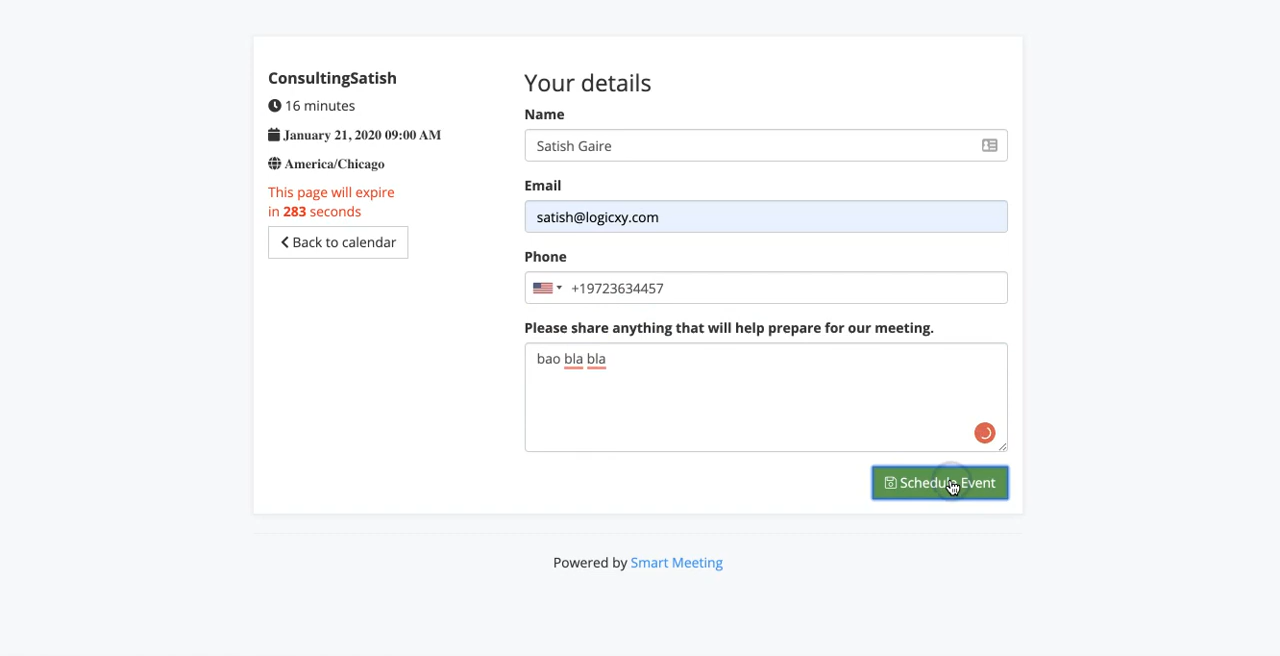 ConsultingSatish
16 minutes
January 21, 2020 09:00 AM
America/Chicago
This page will expire
in 283 seconds
Back to calendar
Your details
Name
Satish Gaire
Email
satish@logicxy.com
Phone
+19723634457
Please share anything that will help prepare for our meeting.
bao bla bla
Schedule Event
Powered by Smart Meeting